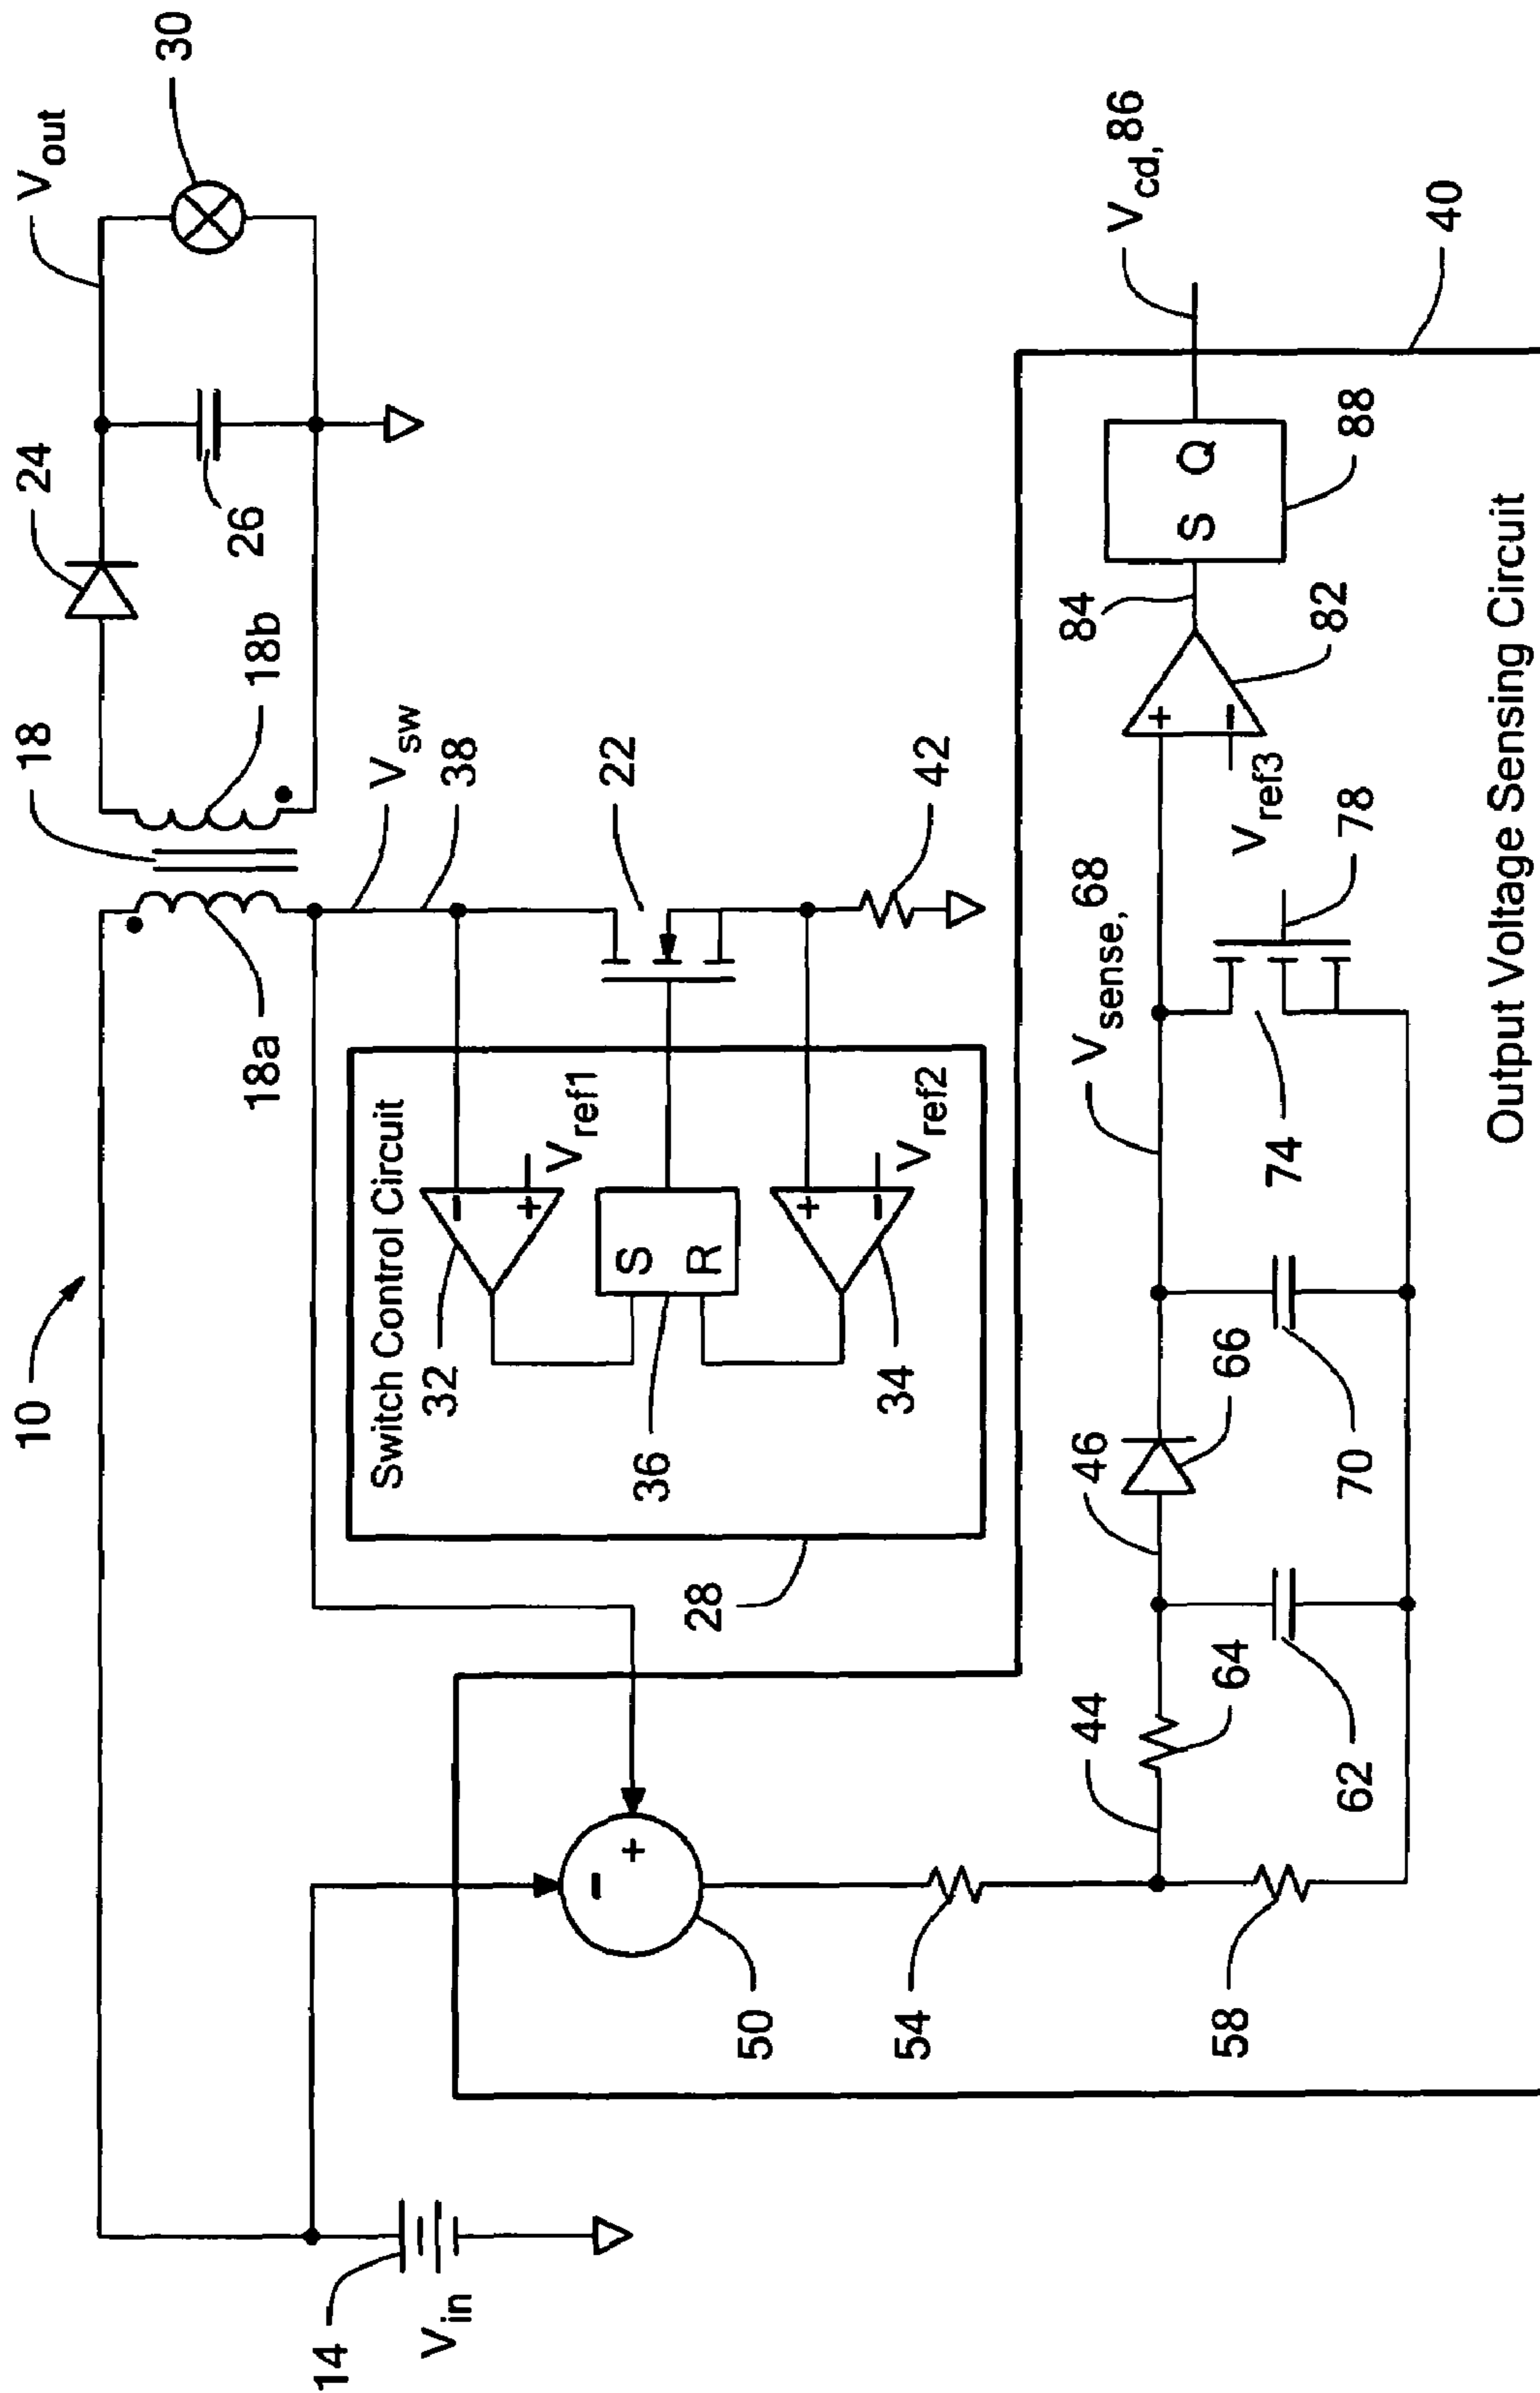 10
18
24
V_out
30
18b
26
18a
V_sw
38
22
42
Switch Control Circuit
32
V_ref1
S
R
36
V_ref2
34
28
14
V_in
50
54
58
44
64
62
46
66
70
V_sense, 68
74
78
V_ref3
82
84
S Q
88
V_cd, 86
40
Output Voltage Sensing Circuit
- +
- +
+ -
+ -